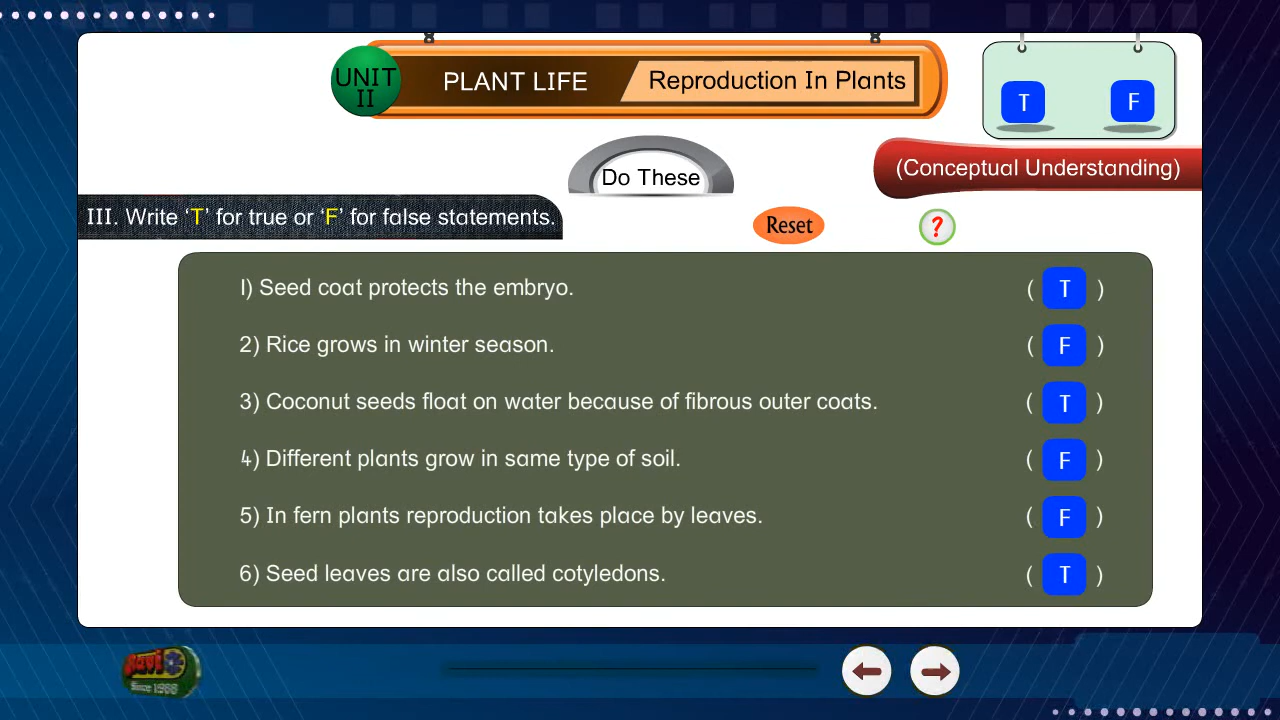 UNIT
II
PLANT LIFE
Reproduction In Plants
T
F
Do These
(Conceptual Understanding)
III. Write ‘T’ for true or ‘F’ for false statements.
Reset
?
1) Seed coat protects the embryo. ( T )
2) Rice grows in winter season. ( F )
3) Coconut seeds float on water because of fibrous outer coats. ( T )
4) Different plants grow in same type of soil. ( F )
5) In fern plants reproduction takes place by leaves. ( F )
6) Seed leaves are also called cotyledons. ( T )
Since 1966